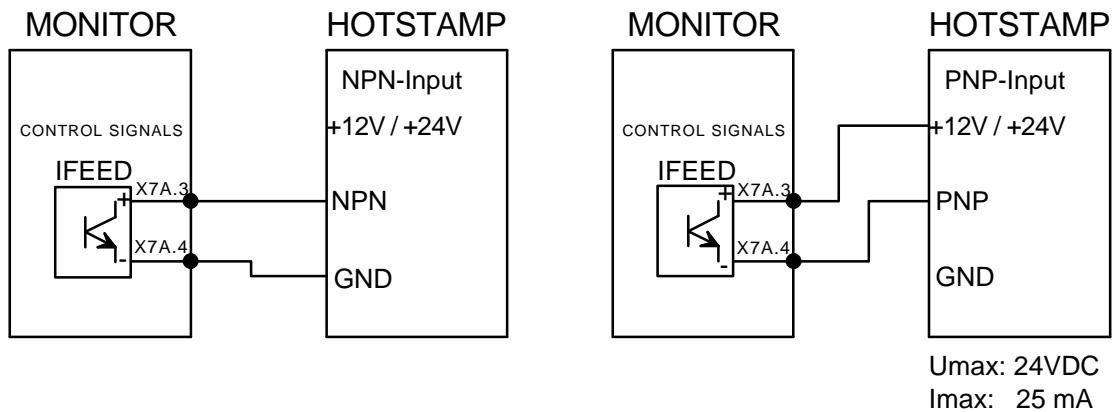 MONITOR
HOTSTAMP
NPN-Input
+12V / +24V
CONTROL SIGNALS
IFEED
+
X7A.3
NPN
X7A.4
-
GND
MONITOR
HOTSTAMP
PNP-Input
+12V / +24V
CONTROL SIGNALS
IFEED
+
X7A.3
PNP
X7A.4
-
GND
Umax: 24VDC
Imax: 25 mA